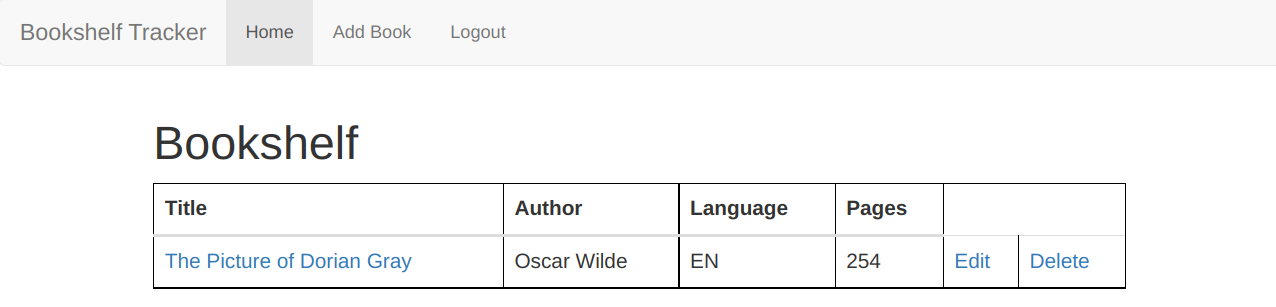 Bookshelf Tracker Home Add Book Logout
Bookshelf
Title Author Language Pages
The Picture of Dorian Gray Oscar Wilde EN 254 Edit Delete